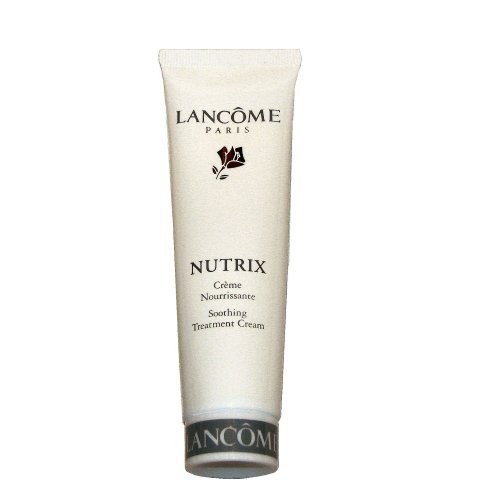 LANCÔME
PARIS
NUTRIX
Crème
Nourrissante
Soothing
Treatment Cream
LANCÔME